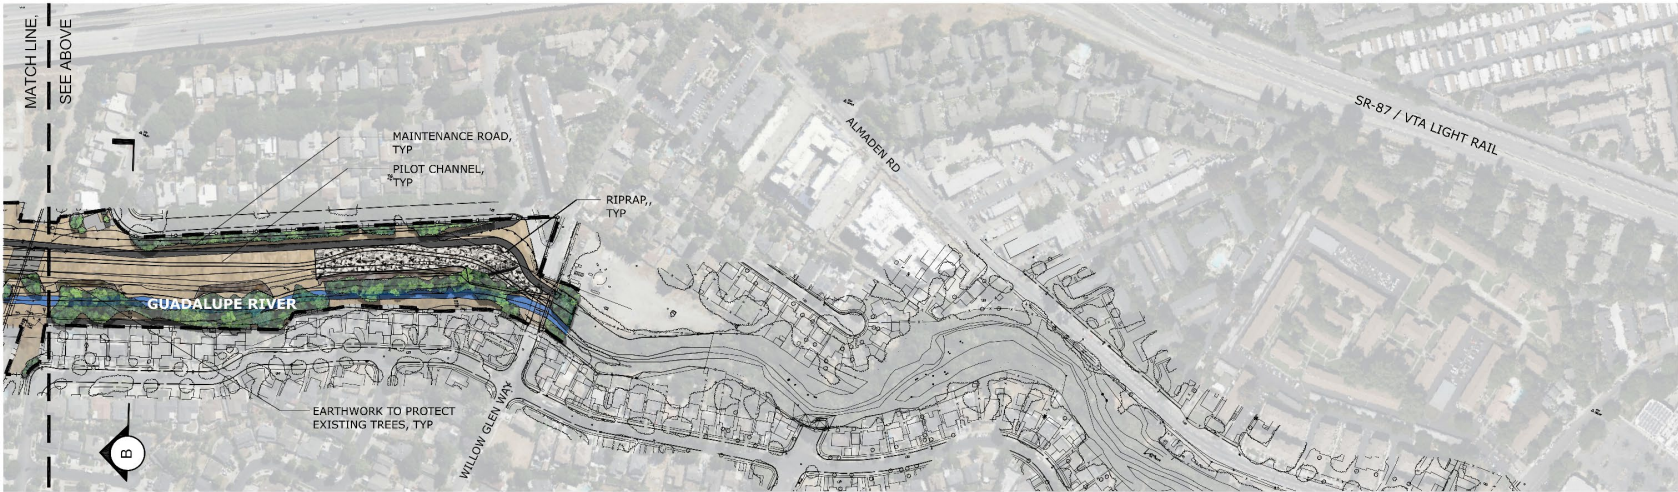 MATCH LINE,
SEE ABOVE
MAINTENANCE ROAD,
TYP
PILOT CHANNEL,
TYP
RIPRAP,,
TYP
ALMADEN RD
SR-87 / VTA LIGHT RAIL
GUADALUPE RIVER
EARTHWORK TO PROTECT
EXISTING TREES, TYP
WILLOW GLEN WAY
B